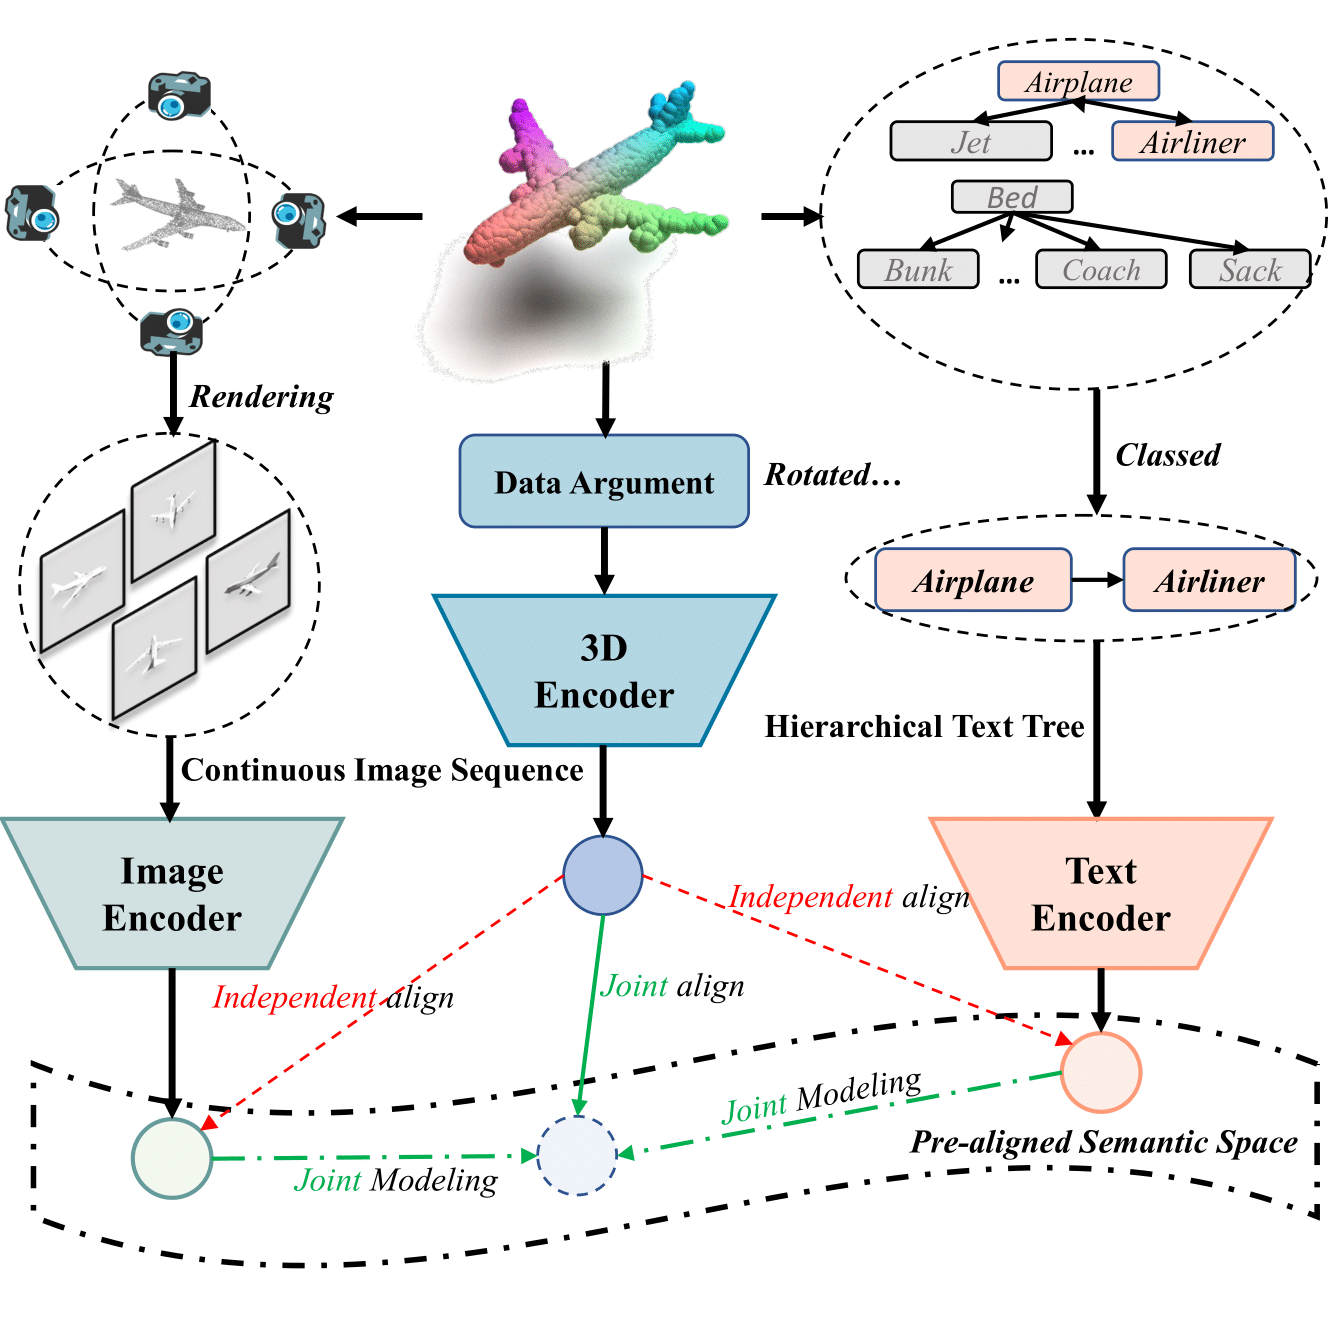 Airplane
Jet
...
Airliner
Bed
Bunk
...
Coach
Sack
Rendering
Classed
Data Argument
Rotated...
Airplane
Airliner
3D
Encoder
Hierarchical Text Tree
Continuous Image Sequence
Image
Encoder
Text
Encoder
Independent align
Independent align
Joint align
Joint Modeling
Joint Modeling
Pre-aligned Semantic Space